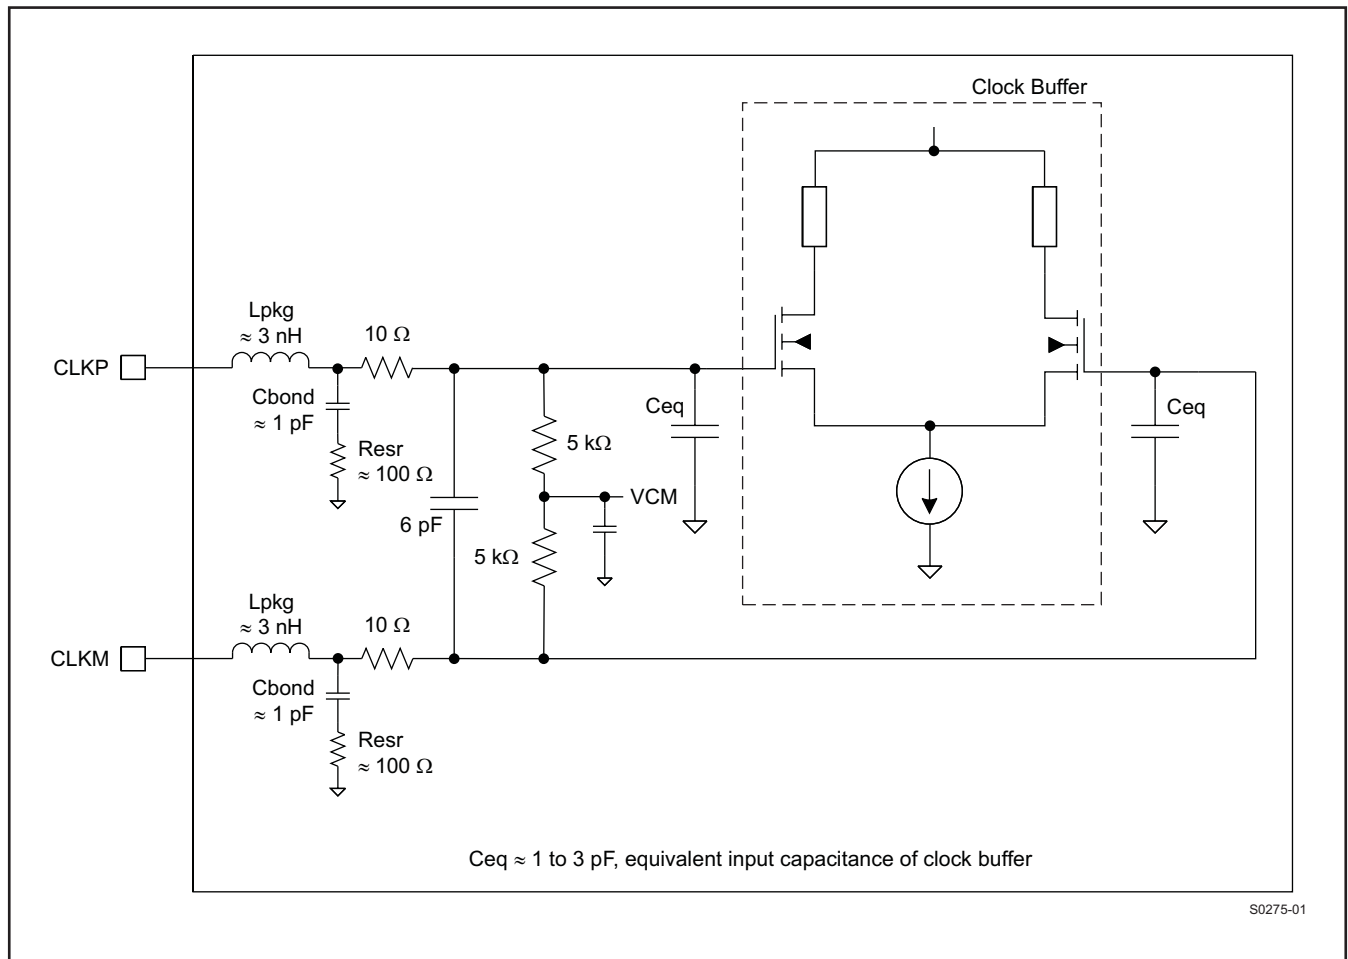 Clock Buffer
Lpkg
≈ 3 nH
10 Ω
CLKP
Cbond
≈ 1 pF
Resr
≈ 100 Ω
6 pF
5 kΩ
VCM
5 kΩ
Ceq
Ceq
Lpkg
≈ 3 nH
10 Ω
CLKM
Cbond
≈ 1 pF
Resr
≈ 100 Ω
Ceq ≈ 1 to 3 pF, equivalent input capacitance of clock buffer
S0275-01